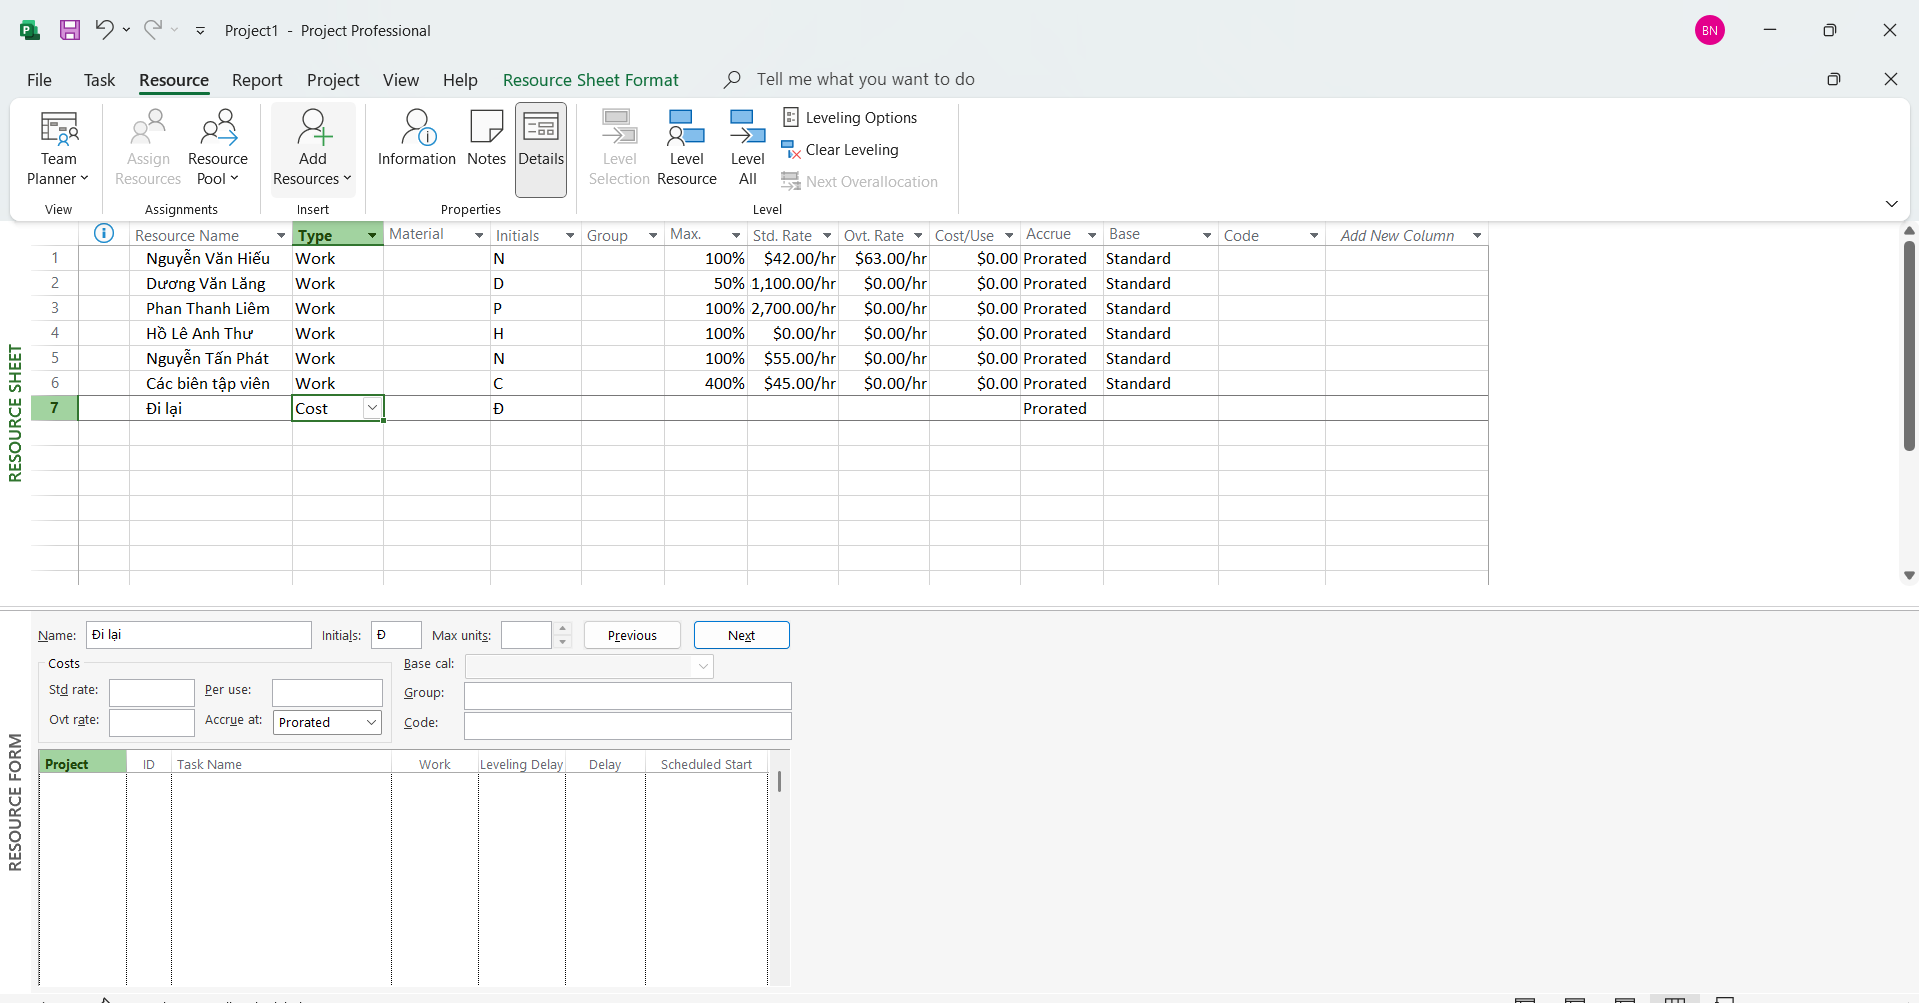 Project1 - Project Professional
BN
File Task Resource Report Project View Help Resource Sheet Format Tell me what you want to do
Team Planner
Assign Resources
Resource Pool
Add Resources
Information
Notes
Details
Level Selection
Level Resource
Level All
Leveling Options
Clear Leveling
Next Overallocation
View Assignments Insert Properties Level
Resource Name Type Material Initials Group Max. Std. Rate Ovt. Rate Cost/Use Accrue Base Code Add New Column
1 Nguyễn Văn Hiếu Work N 100% $42.00/hr $63.00/hr $0.00 Prorated Standard
2 Dương Văn Lăng Work D 50% 1,100.00/hr $0.00/hr $0.00 Prorated Standard
3 Phan Thanh Liêm Work P 100% 2,700.00/hr $0.00/hr $0.00 Prorated Standard
4 Hồ Lê Anh Thư Work H 100% $0.00/hr $0.00/hr $0.00 Prorated Standard
5 Nguyễn Tấn Phát Work N 100% $55.00/hr $0.00/hr $0.00 Prorated Standard
6 Các biên tập viên Work C 400% $45.00/hr $0.00/hr $0.00 Prorated Standard
7 Đi lại Cost Đ Prorated
RESOURCE SHEET
Name: Đi lại Initials: Đ Max units: Previous Next
Costs Base cal:
Std rate: Per use: Group:
Ovt rate: Accrue at: Prorated Code:
Project ID Task Name Work Leveling Delay Delay Scheduled Start
RESOURCE FORM